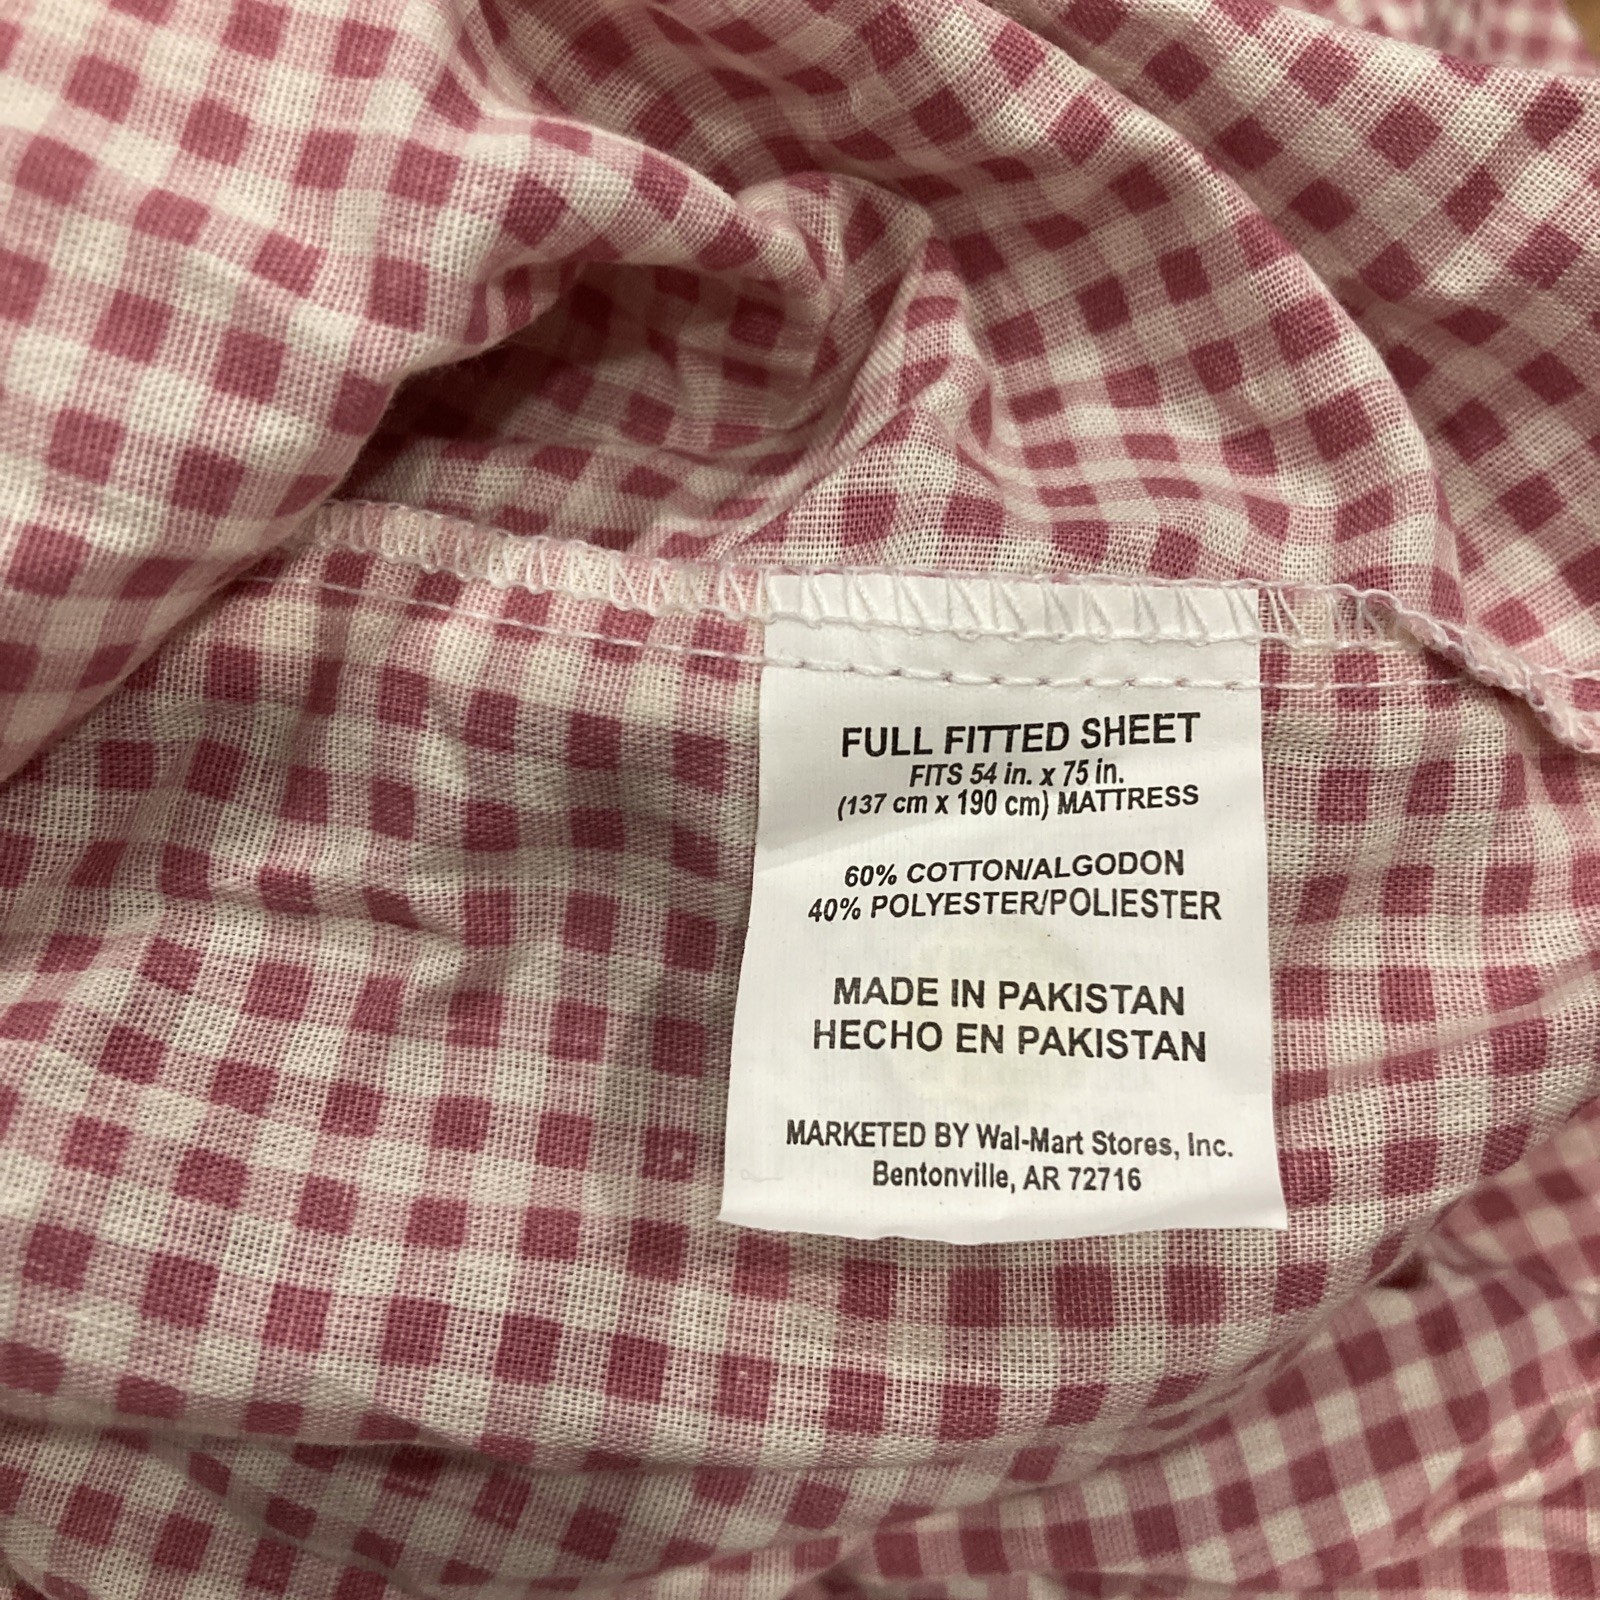 FULL FITTED SHEET
FITS 54 in. x 75 in.
(137 cm x 190 cm) MATTRESS
60% COTTON/ALGODON
40% POLYESTER/POLIESTER
MADE IN PAKISTAN
HECHO EN PAKISTAN
MARKETED BY Wal-Mart Stores, Inc.
Bentonville, AR 72716